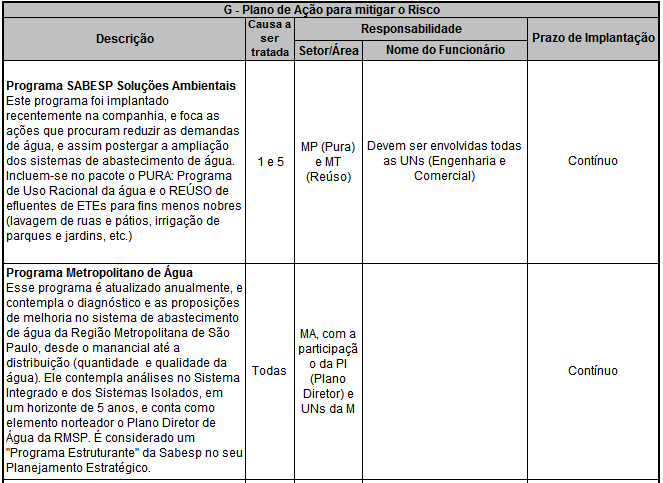 G - Plano de Ação para mitigar o Risco
Descrição
Causa a
ser
tratada
Responsabilidade
Setor/Área
Nome do Funcionário
Prazo de Implantação
Programa SABESP Soluções Ambientais
Este programa foi implantado
recentemente na companhia, e foca as
ações que procuram reduzir as demandas
de água, e assim postergar a ampliação
dos sistemas de abastecimento de água.
Incluem-se no pacote o PURA: Programa
de Uso Racional da água e o REÚSO de
efluentes de ETEs para fins menos nobres
(lavagem de ruas e pátios, irrigação de
parques e jardins, etc.)
1 e 5
MP (Pura)
e MT
(Reúso)
Devem ser envolvidas todas
as UNs (Engenharia e
Comercial)
Contínuo
Programa Metropolitano de Água
Esse programa é atualizado anualmente, e
contempla o diagnóstico e as proposições
de melhoria no sistema de abastecimento
de água da Região Metropolitana de São
Paulo, desde o manancial até a
distribuição (quantidade e qualidade da
água). Ele contempla análises no Sistema
Integrado e dos Sistemas Isolados, em
um horizonte de 5 anos, e conta como
elemento norteador o Plano Diretor de
Água da RMSP. É considerado um
"Programa Estruturante" da Sabesp no seu
Planejamento Estratégico.
Todas
MA, com a
participaçã
o da PI
(Plano
Diretor) e
UNs da M
Contínuo